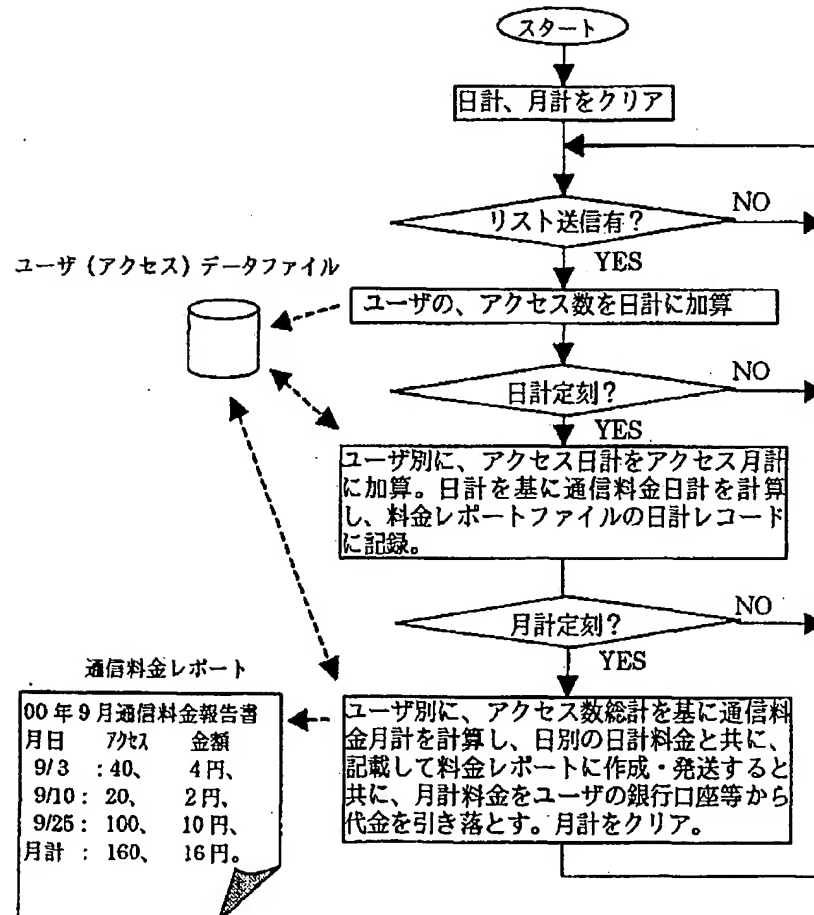 スタート
日計、月計をクリア
リスト送信有?
NO
YES
ユーザ(アクセス)データファイル
ユーザの、アクセス数を日計に加算
日計定刻?
NO
YES
ユーザ別に、アクセス日計をアクセス月計
に加算。日計を基に通信料金日計を計算
し、料金レポートファイルの日計レコード
に記録。
月計定刻?
NO
YES
通信料金レポート
00年9月通信料金報告書
月日 アクセス 金額
9/3 :40、 4円、
9/10: 20、 2円、
9/25: 100、 10円、
月計 : 160、 16円。
ユーザ別に、アクセス数総計を基に通信料
金月計を計算し、日別の日計料金と共に、
記載して料金レポートに作成・発送すると
共に、月計料金をユーザの銀行口座等から
代金を引き落とす。月計をクリア。